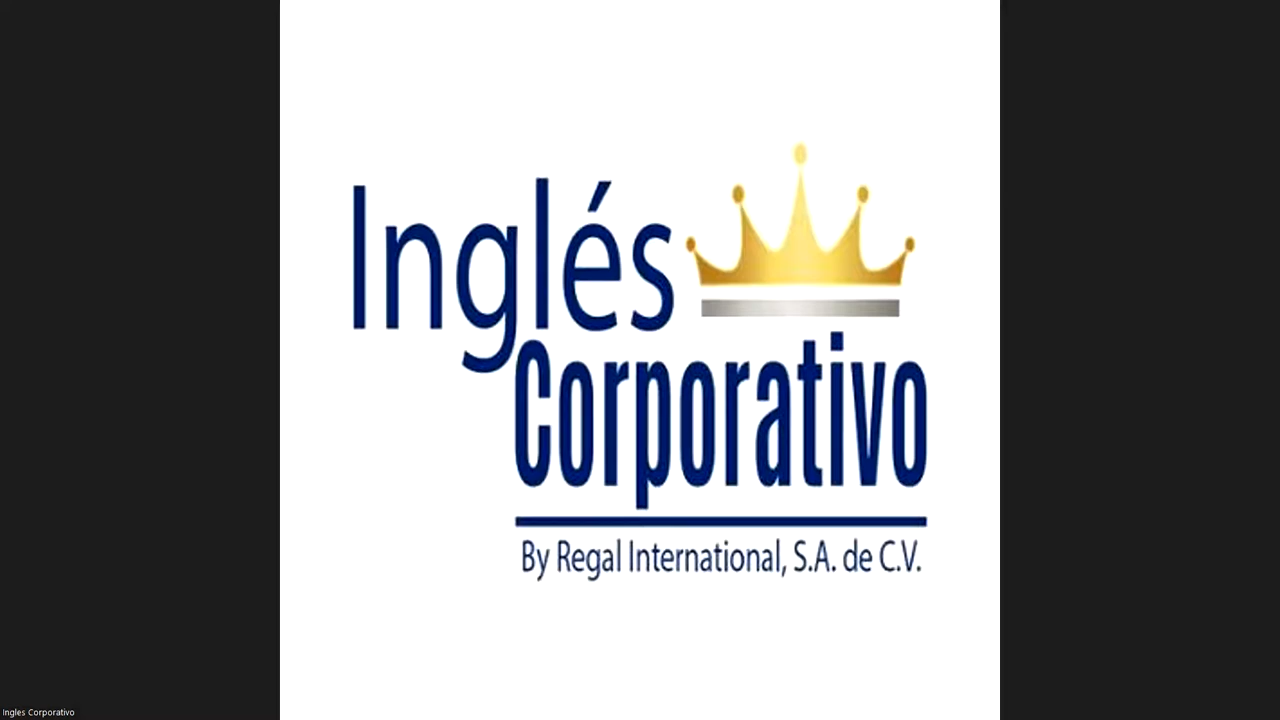 Inglés
Corporativo
By Regal International, S.A. de C.V.
Ingles Corporativo